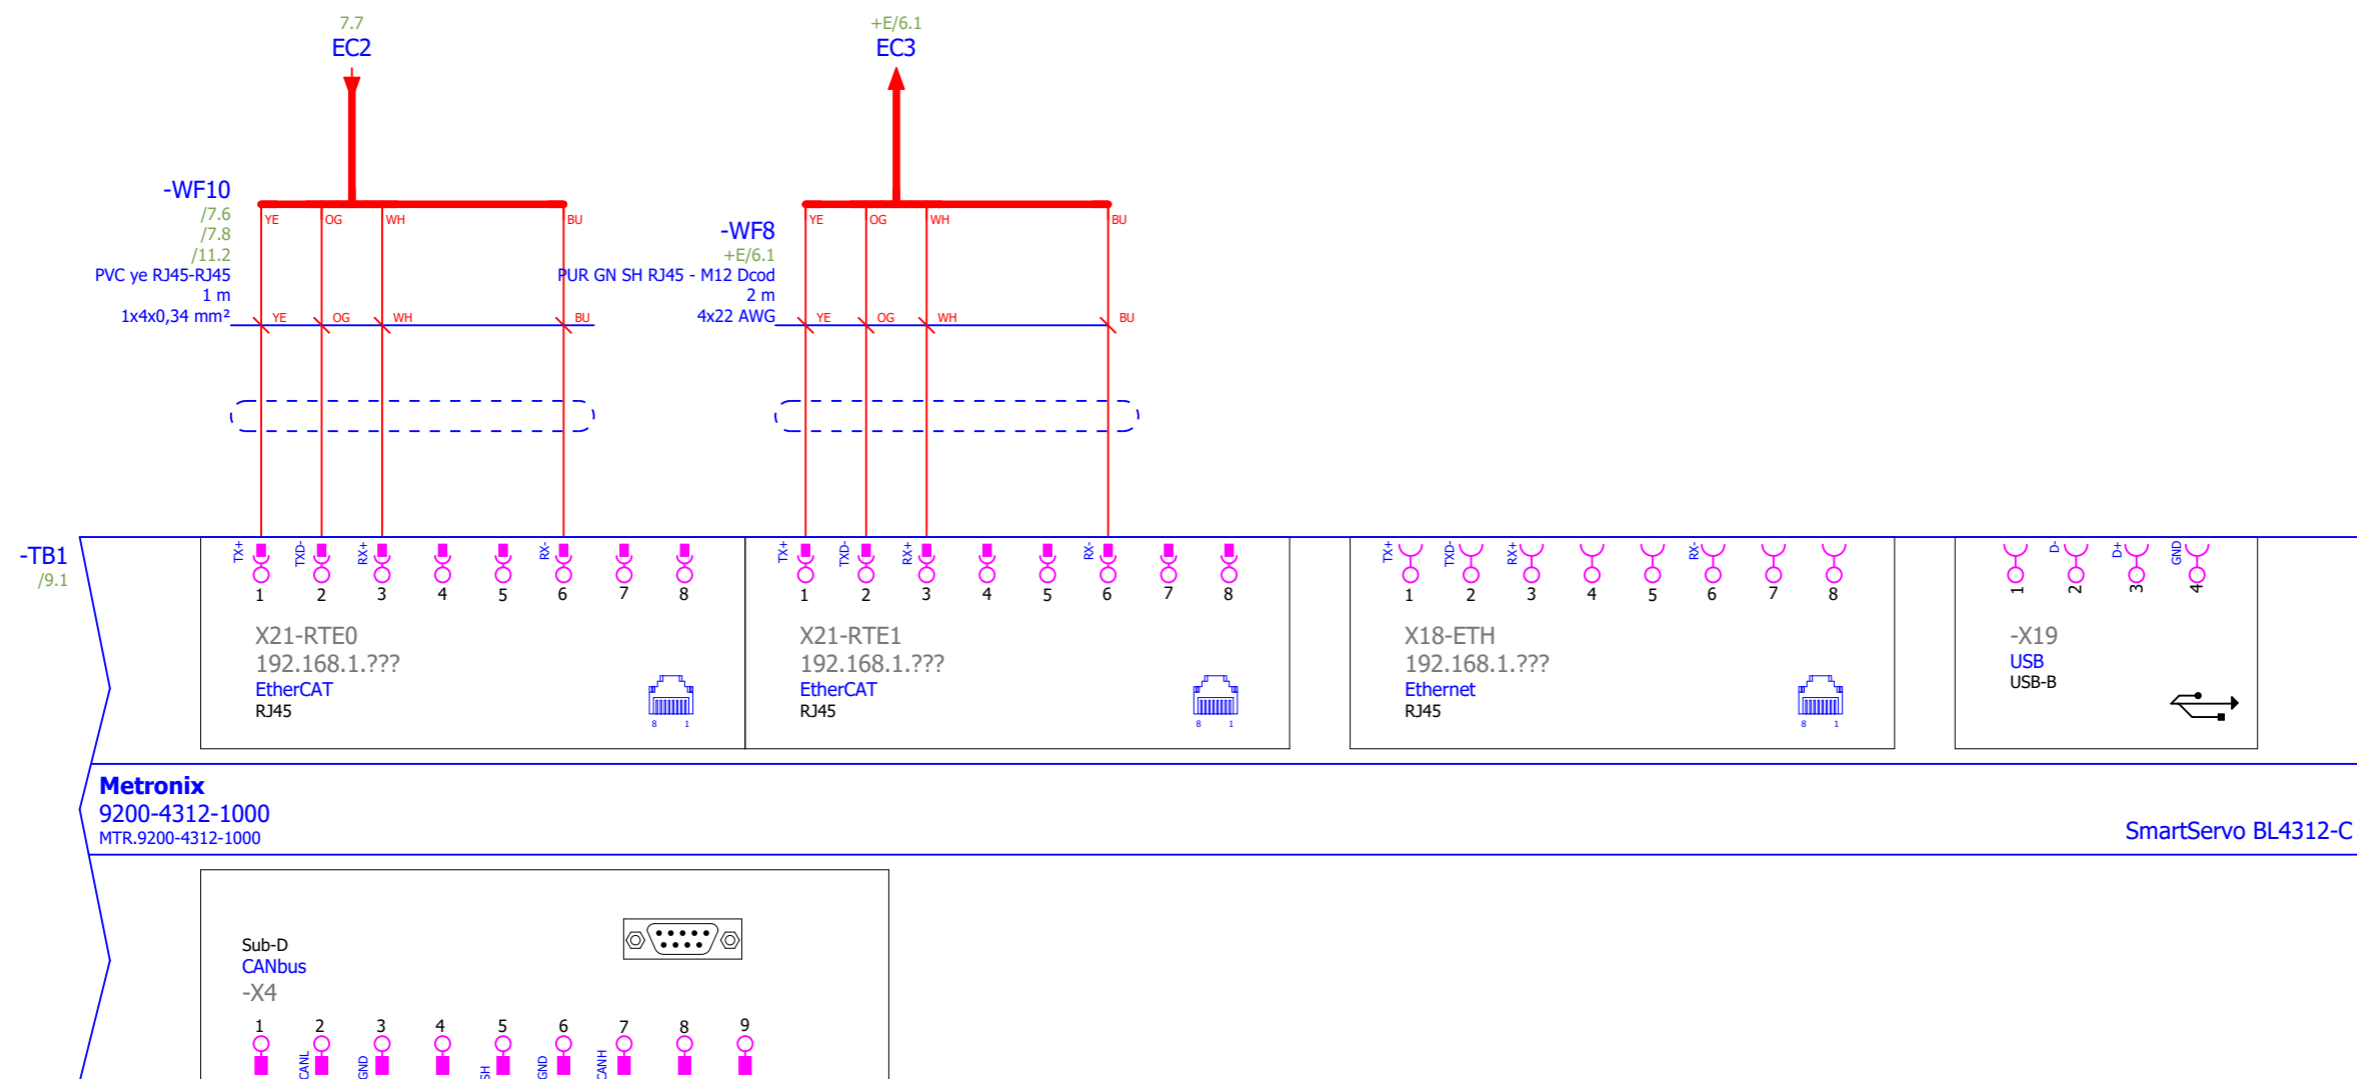 7.7
EC2
+E/6.1
EC3
-WF10
/7.6
/7.8
/11.2
PVC ye RJ45-RJ45
1 m
1x4x0,34 mm²
YE OG WH BU
YE OG WH BU
-WF8
+E/6.1
PUR GN SH RJ45 - M12 Dcod
2 m
4x22 AWG
YE OG WH BU
YE OG WH BU
-TB1
/9.1
TX+ TXD- RX+ RX-
1 2 3 4 5 6 7 8
X21-RTE0
192.168.1.???
EtherCAT
RJ45
8 1
TX+ TXD- RX+ RX-
1 2 3 4 5 6 7 8
X21-RTE1
192.168.1.???
EtherCAT
RJ45
8 1
TX+ TXD- RX+ RX-
1 2 3 4 5 6 7 8
X18-ETH
192.168.1.???
Ethernet
RJ45
8 1
D- D+ GND
1 2 3 4
-X19
USB
USB-B
Metronix
9200-4312-1000
MTR.9200-4312-1000
SmartServo BL4312-C
Sub-D
CANbus
-X4
1 2 3 4 5 6 7 8 9
CANL GND SH GND CANH